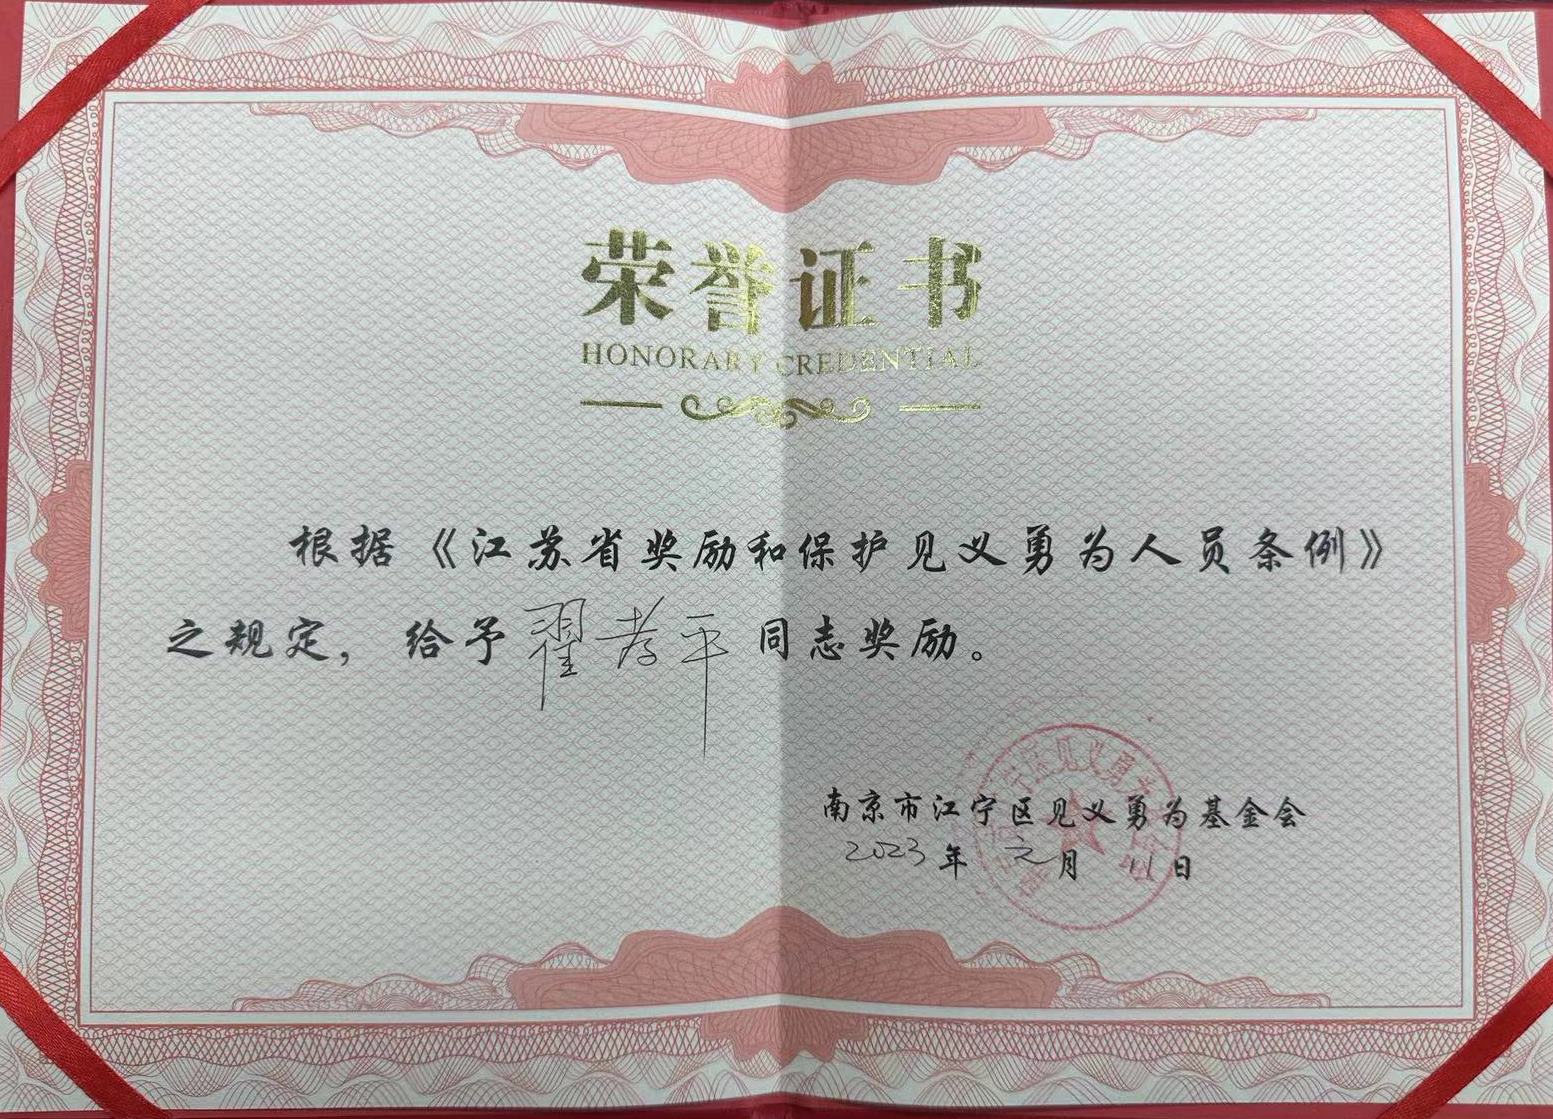 荣誉证书
HONORARY CREDENTIAL
根据《江苏省奖励和保护见义勇为人员条例》
之规定，给予翟孝平同志奖励。
南京市江宁区见义勇为基金会
2023年元月11日